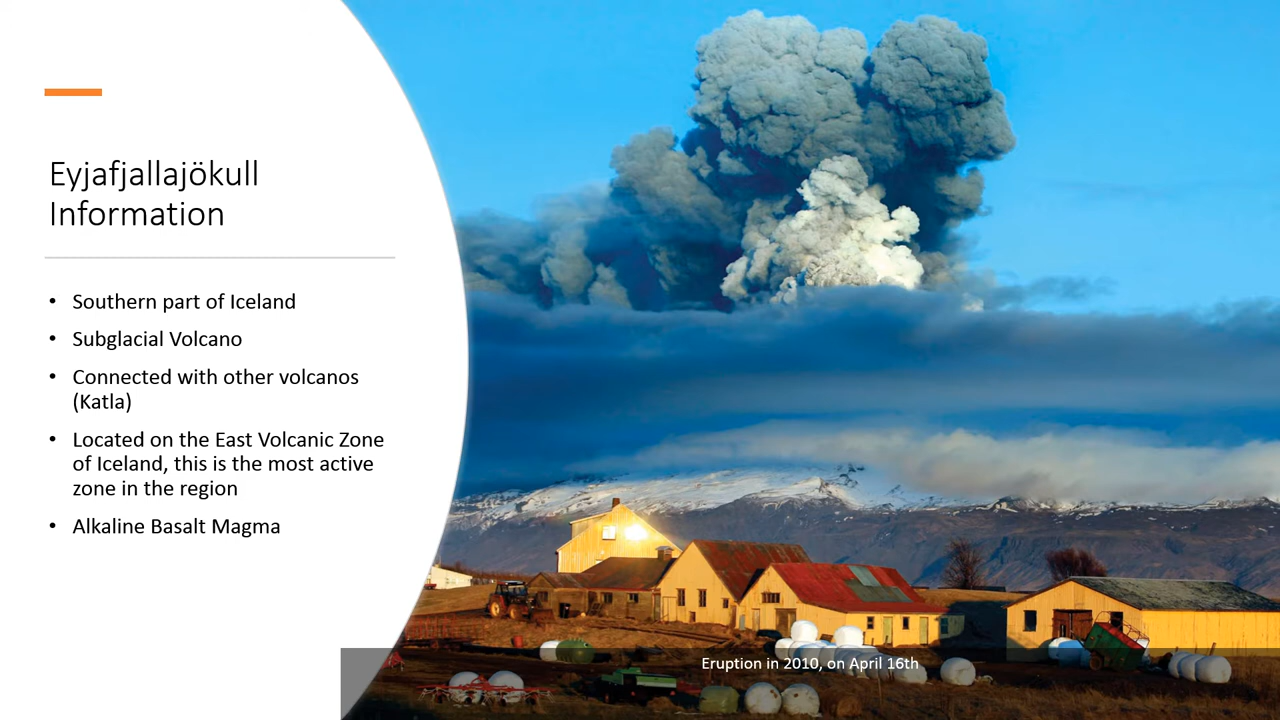 Eyjafjallajökull
Information
• Southern part of Iceland
• Subglacial Volcano
• Connected with other volcanos
(Katla)
• Located on the East Volcanic Zone
of Iceland, this is the most active
zone in the region
• Alkaline Basalt Magma
Eruption in 2010, on April 16th